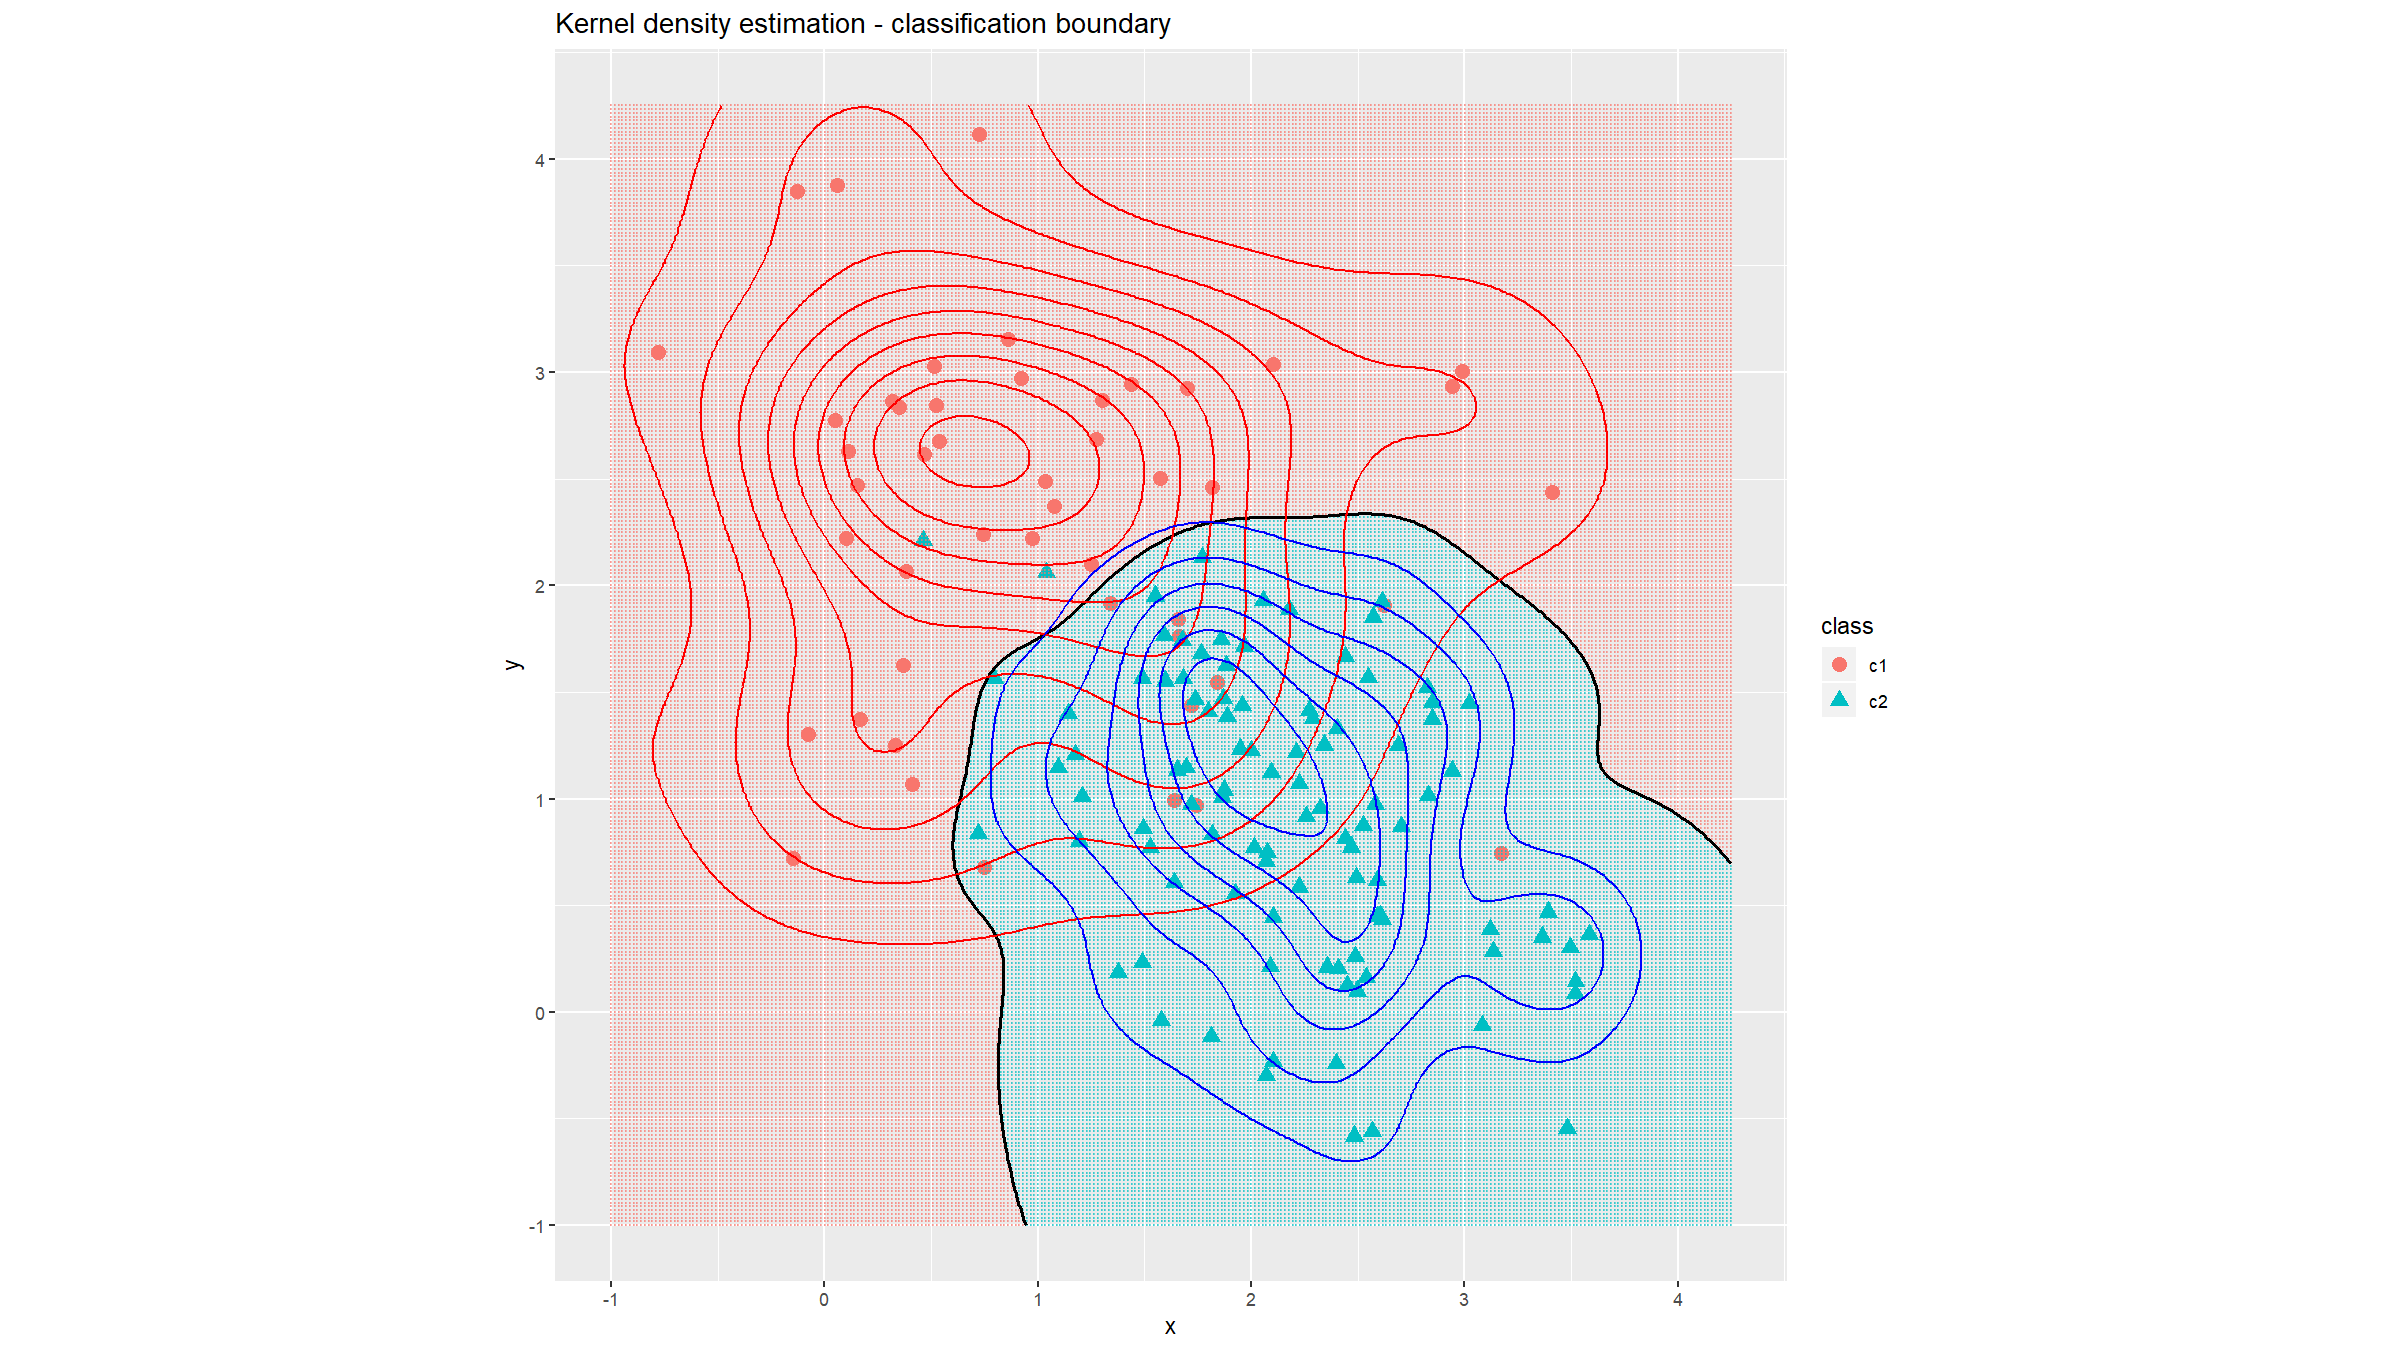 Kernel density estimation - classification boundary
4
3
2
1
0
-1
y
-1 0 1 2 3 4
x
class
c1
c2